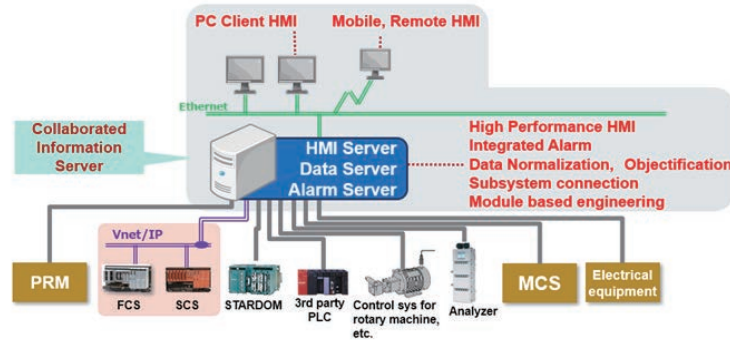 PC Client HMI
Mobile, Remote HMI
Ethernet
Collaborated
Information
Server
HMI Server
Data Server
Alarm Server
High Performance HMI
Integrated Alarm
Data Normalization, Objectification
Subsystem connection
Module based engineering
Vnet/IP
PRM
FCS
SCS
STARDOM
3rd party
PLC
Control sys for
rotary machine,
etc.
Analyzer
MCS
Electrical
equipment